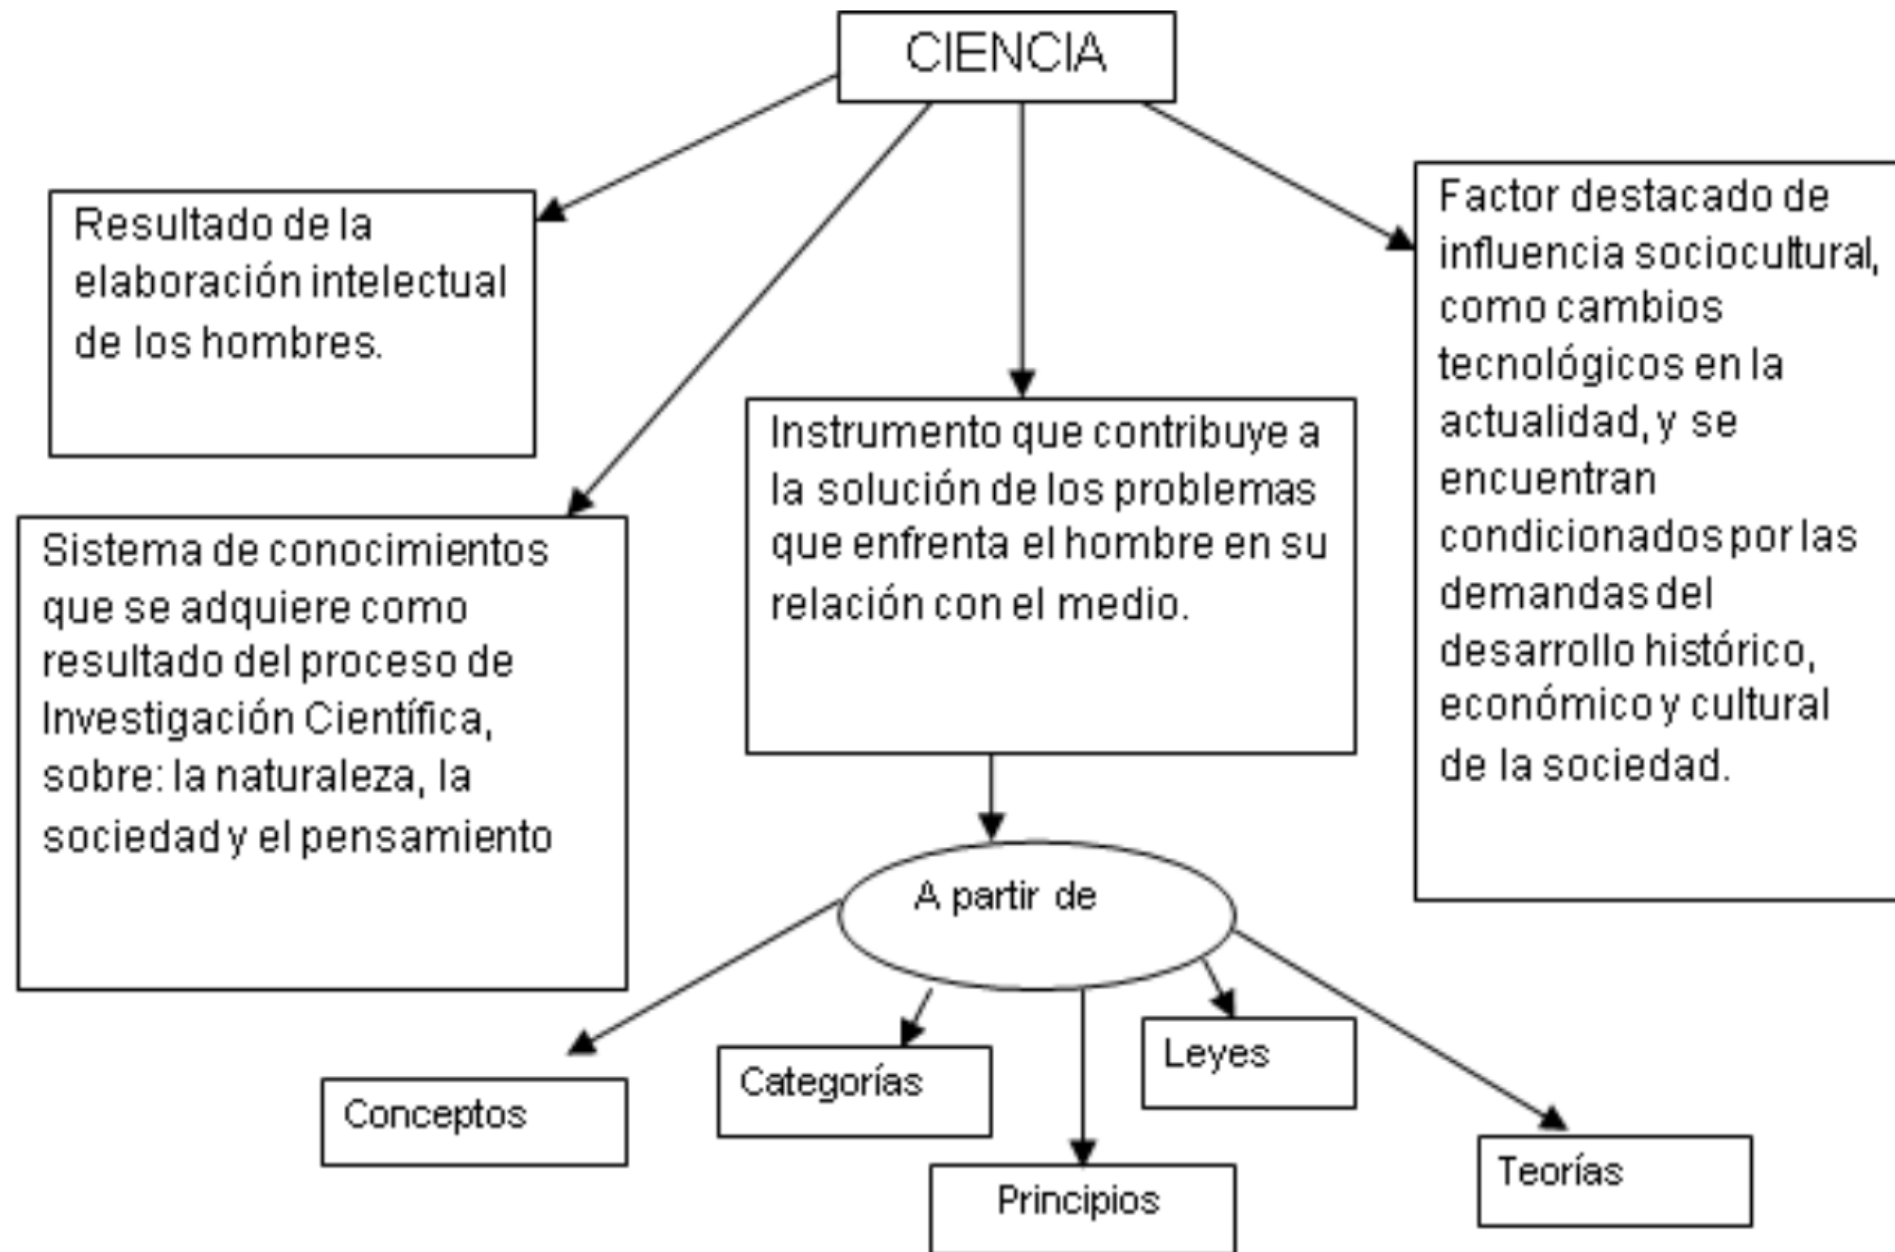 CIENCIA
Resultado de la
elaboración intelectual
de los hombres.
Factor destacado de
influencia sociocultural,
como cambios
tecnológicos en la
actualidad, y se
encuentran
condicionados por las
demandas del
desarrollo histórico,
económico y cultural
de la sociedad.
Instrumento que contribuye a
la solución de los problemas
que enfrenta el hombre en su
relación con el medio.
Sistema de conocimientos
que se adquiere como
resultado del proceso de
Investigación Científica,
sobre: la naturaleza, la
sociedad y el pensamiento
A partir de
Conceptos
Categorías
Principios
Leyes
Teorías